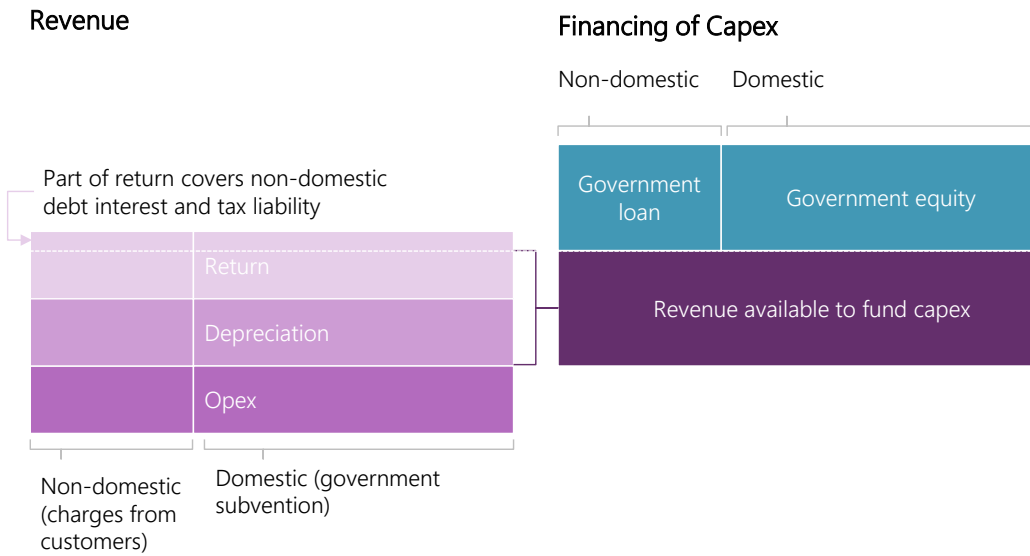 Revenue
Financing of Capex
Non-domestic
Domestic
Part of return covers non-domestic
debt interest and tax liability
Government
loan
Government equity
Return
Revenue available to fund capex
Depreciation
Opex
Non-domestic
(charges from
customers)
Domestic (government
subvention)